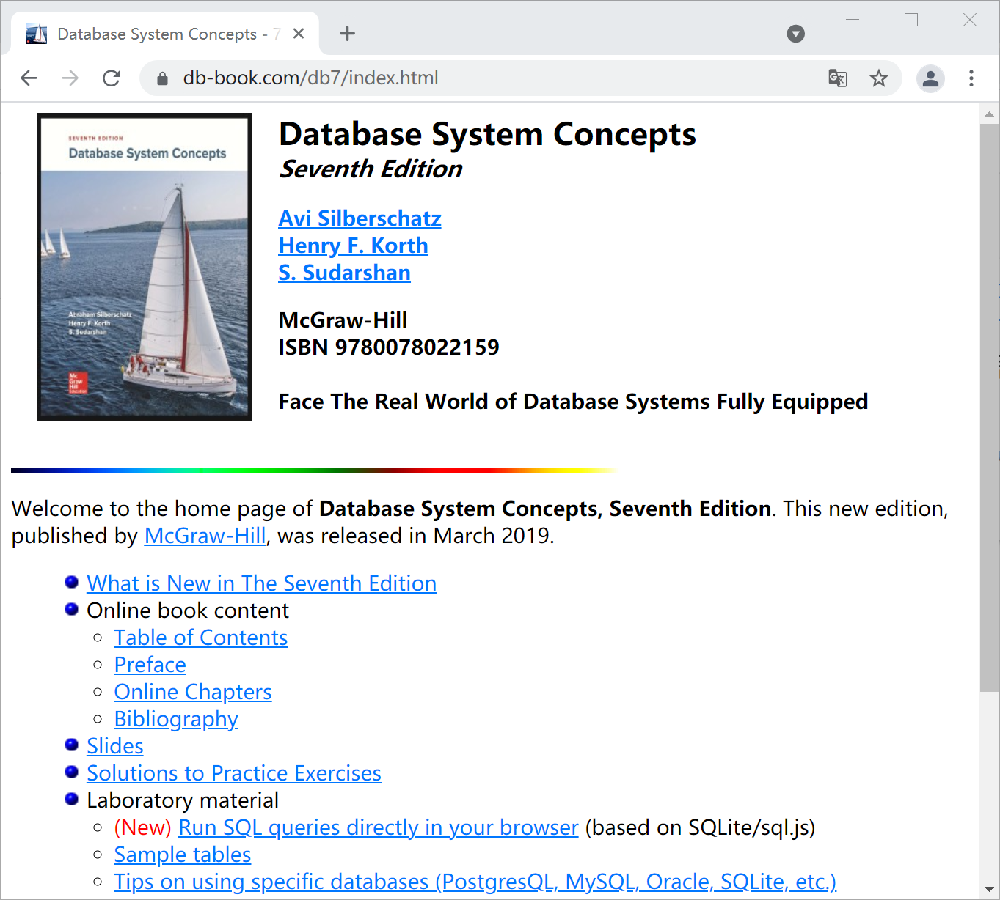 Database System Concepts - 7
db-book.com/db7/index.html
SEVENTH EDITION
Database System Concepts
Abraham Silberschatz
Henry F. Korth
S. Sudarshan
Mc
Graw
Hill
Education
Database System Concepts
Seventh Edition
Avi Silberschatz
Henry F. Korth
S. Sudarshan
McGraw-Hill
ISBN 9780078022159
Face The Real World of Database Systems Fully Equipped
Welcome to the home page of Database System Concepts, Seventh Edition. This new edition,
published by McGraw-Hill, was released in March 2019.
What is New in The Seventh Edition
Online book content
Table of Contents
Preface
Online Chapters
Bibliography
Slides
Solutions to Practice Exercises
Laboratory material
(New) Run SQL queries directly in your browser (based on SQLite/sql.js)
Sample tables
Tips on using specific databases (PostgresQL, MySQL, Oracle, SQLite, etc.)